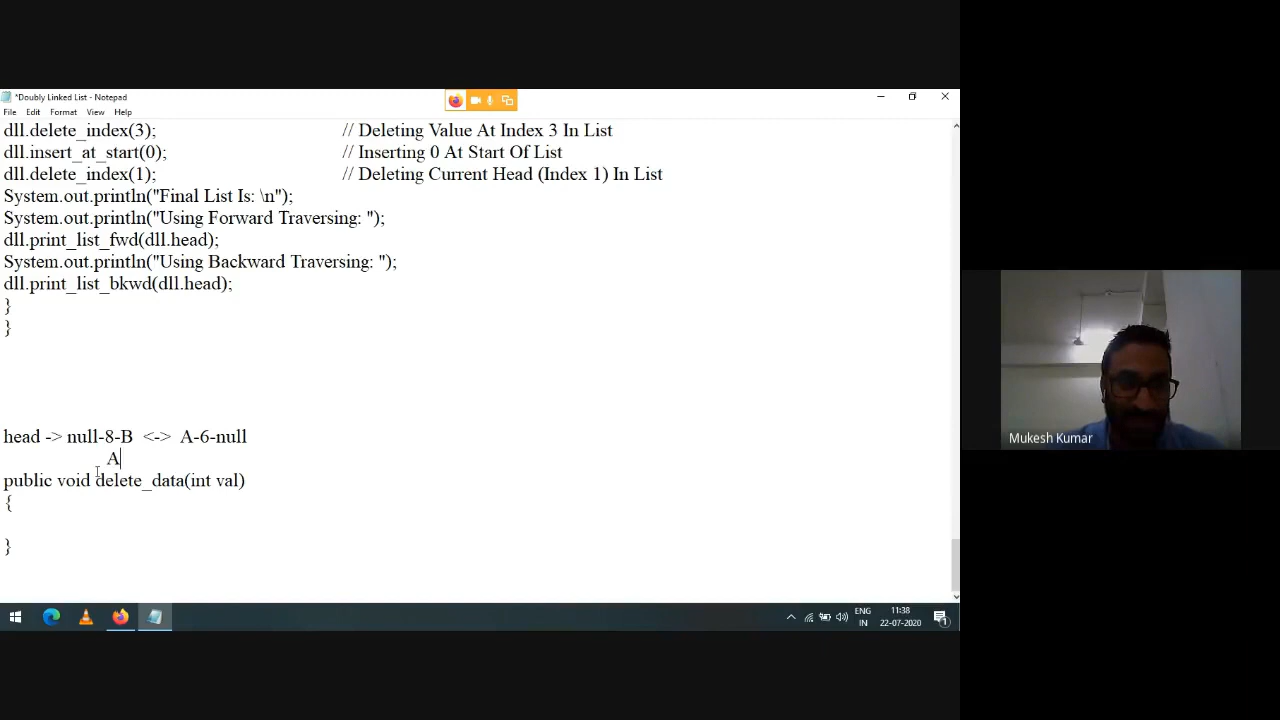 *Doubly Linked List - Notepad
File Edit Format View Help
dll.delete_index(3); // Deleting Value At Index 3 In List
dll.insert_at_start(0); // Inserting 0 At Start Of List
dll.delete_index(1); // Deleting Current Head (Index 1) In List
System.out.println("Final List Is: \n");
System.out.println("Using Forward Traversing: ");
dll.print_list_fwd(dll.head);
System.out.println("Using Backward Traversing: ");
dll.print_list_bkwd(dll.head);
}
}
head -> null-8-B <-> A-6-null
A
public void delete_data(int val)
{
}
Mukesh Kumar
ENG 11:38
IN 22-07-2020 1